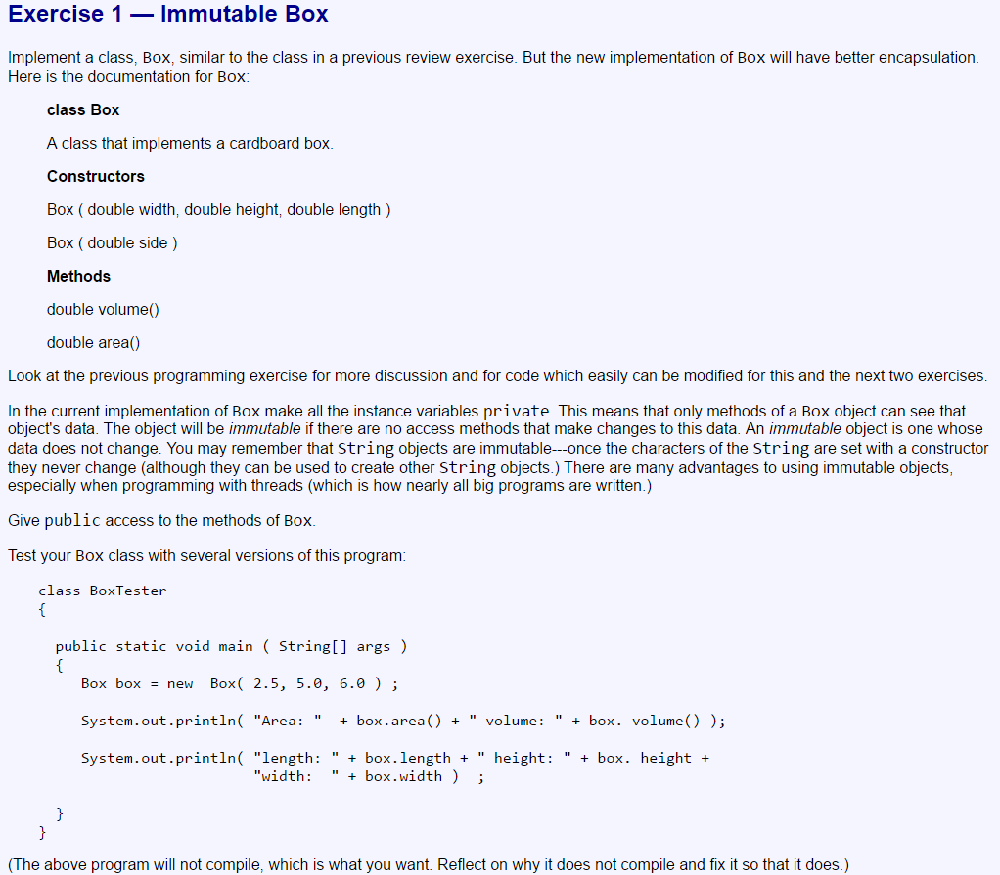 Exercise 1 — Immutable Box
Implement a class, Box, similar to the class in a previous review exercise. But the new implementation of Box will have better encapsulation.
Here is the documentation for Box:
class Box
A class that implements a cardboard box.
Constructors
Box ( double width, double height, double length )
Box ( double side )
Methods
double volume()
double area()
Look at the previous programming exercise for more discussion and for code which easily can be modified for this and the next two exercises.
In the current implementation of Box make all the instance variables private. This means that only methods of a Box object can see that
object's data. The object will be immutable if there are no access methods that make changes to this data. An immutable object is one whose
data does not change. You may remember that String objects are immutable---once the characters of the String are set with a constructor
they never change (although they can be used to create other String objects.) There are many advantages to using immutable objects,
especially when programming with threads (which is how nearly all big programs are written.)
Give public access to the methods of Box.
Test your Box class with several versions of this program:
class BoxTester
{
public static void main ( String[] args )
{
Box box = new  Box( 2.5, 5.0, 6.0 ) ;
System.out.println( "Area: "  + box.area() + " volume: " + box. volume() );
System.out.println( "length: " + box.length + " height: " + box. height +
"width:  " + box.width )  ;
}
}
(The above program will not compile, which is what you want. Reflect on why it does not compile and fix it so that it does.)